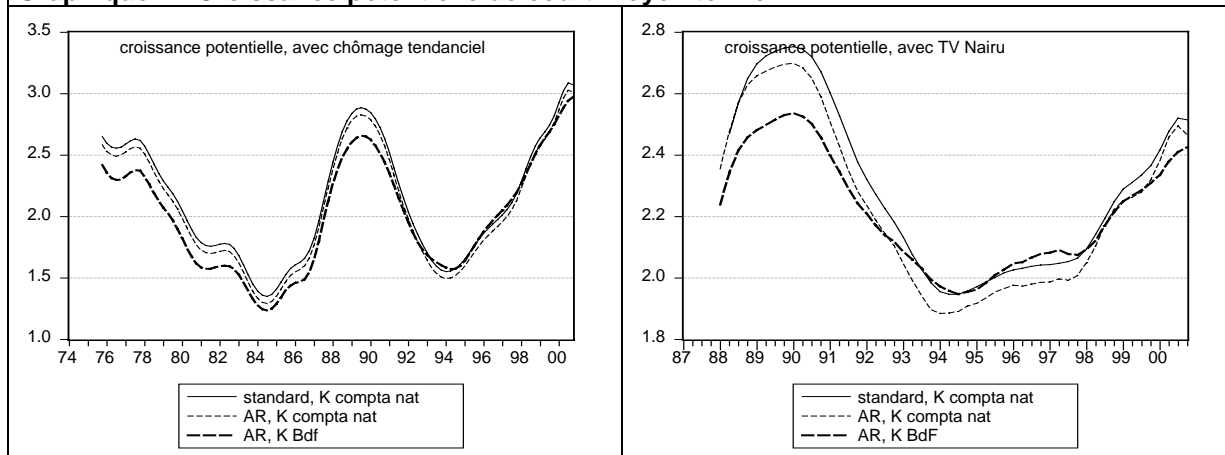 croissance potentielle, avec chômage tendanciel
3.5
3.0
2.5
2.0
1.5
1.0
74 76 78 80 82 84 86 88 90 92 94 96 98 00
standard, K compta nat
AR, K compta nat
AR, K Bdf
croissance potentielle, avec TV Nairu
2.8
2.6
2.4
2.2
2.0
1.8
87 88 89 90 91 92 93 94 95 96 97 98 99 00
standard, K compta nat
AR, K compta nat
AR, K BdF